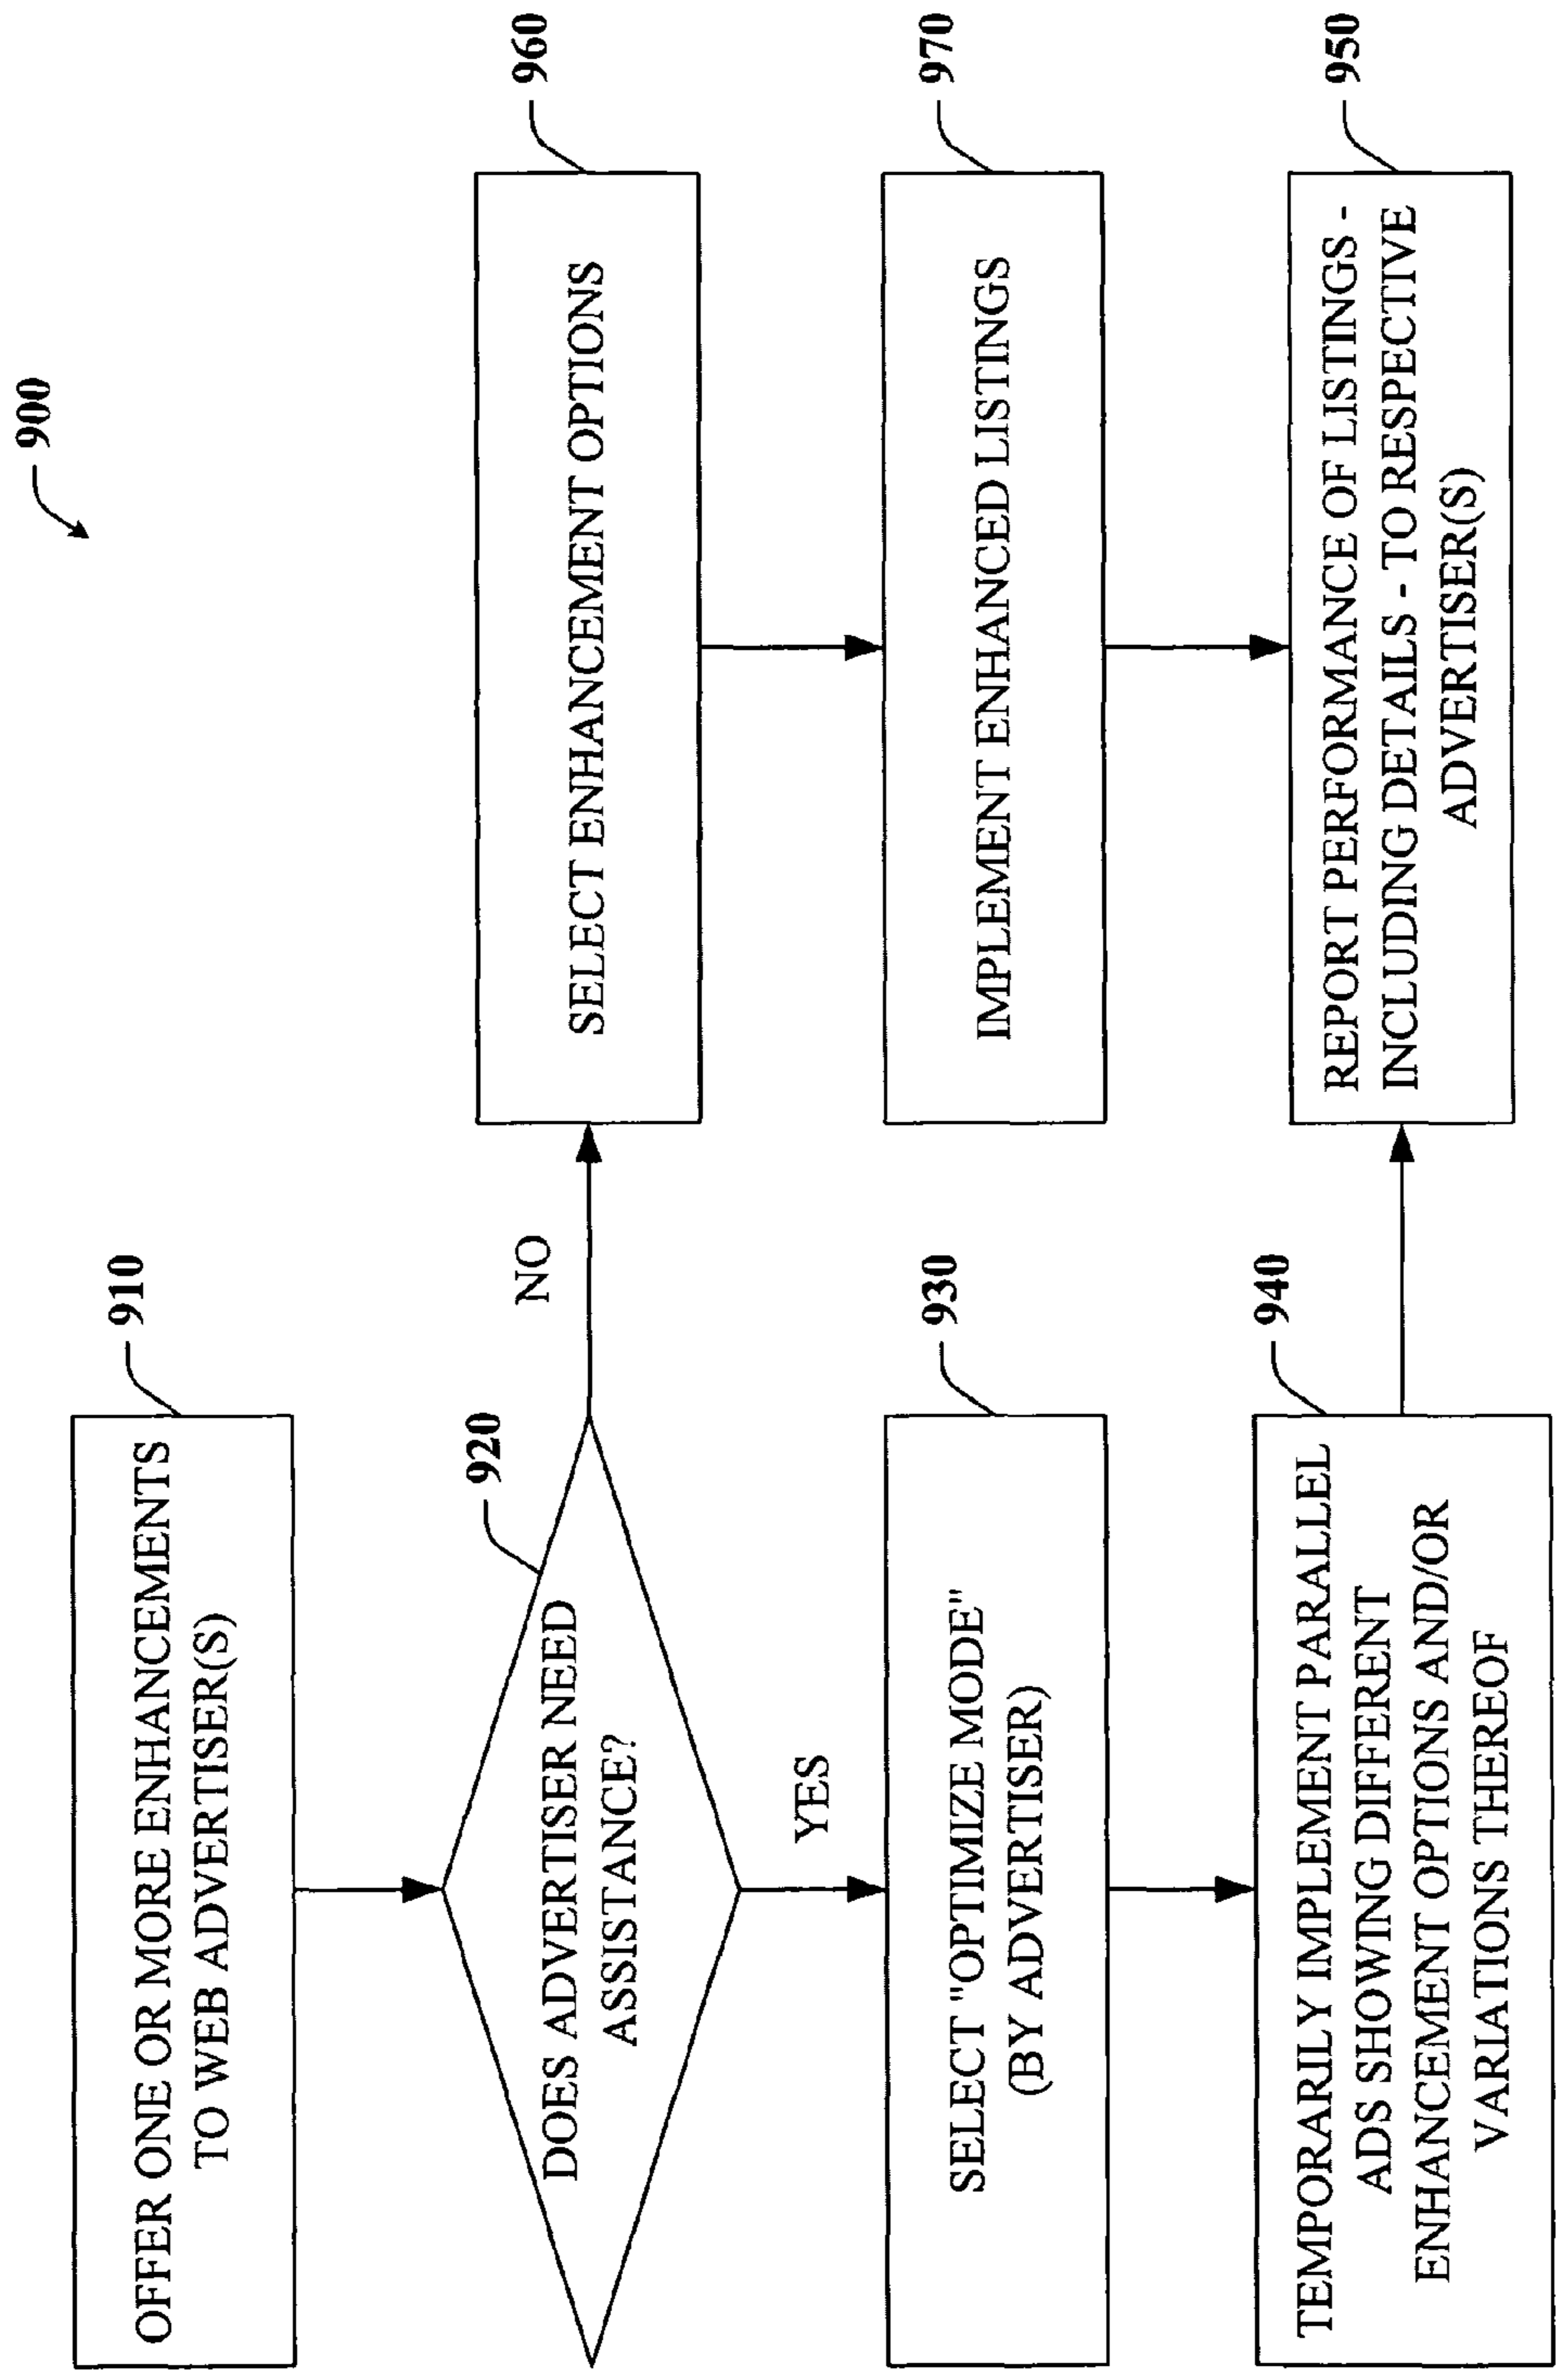 900
910
OFFER ONE OR MORE ENHANCEMENTS
TO WEB ADVERTISER(S)
920
DOES ADVERTISER NEED
ASSISTANCE?
NO
YES
930
SELECT "OPTIMIZE MODE"
(BY ADVERTISER)
940
TEMPORARILY IMPLEMENT PARALLEL
ADS SHOWING DIFFERENT
ENHANCEMENT OPTIONS AND/OR
VARIATIONS THEREOF
960
SELECT ENHANCEMENT OPTIONS
970
IMPLEMENT ENHANCED LISTINGS
950
REPORT PERFORMANCE OF LISTINGS -
INCLUDING DETAILS - TO RESPECTIVE
ADVERTISER(S)